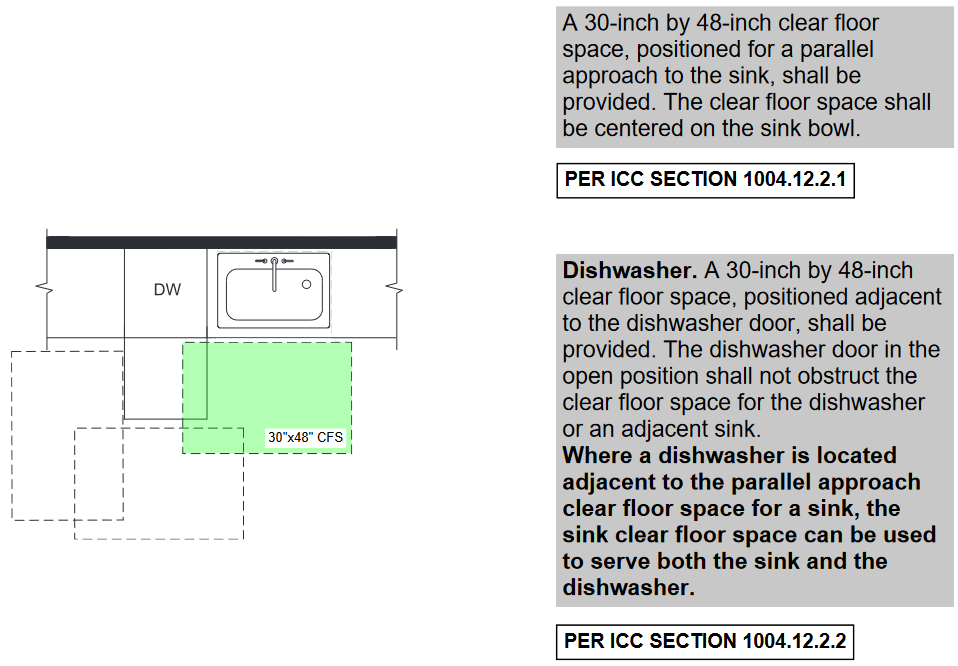 A 30-inch by 48-inch clear floor
space, positioned for a parallel
approach to the sink, shall be
provided. The clear floor space shall
be centered on the sink bowl.
PER ICC SECTION 1004.12.2.1
DW
30"x48" CFS
Dishwasher. A 30-inch by 48-inch
clear floor space, positioned adjacent
to the dishwasher door, shall be
provided. The dishwasher door in the
open position shall not obstruct the
clear floor space for the dishwasher
or an adjacent sink.
Where a dishwasher is located
adjacent to the parallel approach
clear floor space for a sink, the
sink clear floor space can be used
to serve both the sink and the
dishwasher.
PER ICC SECTION 1004.12.2.2